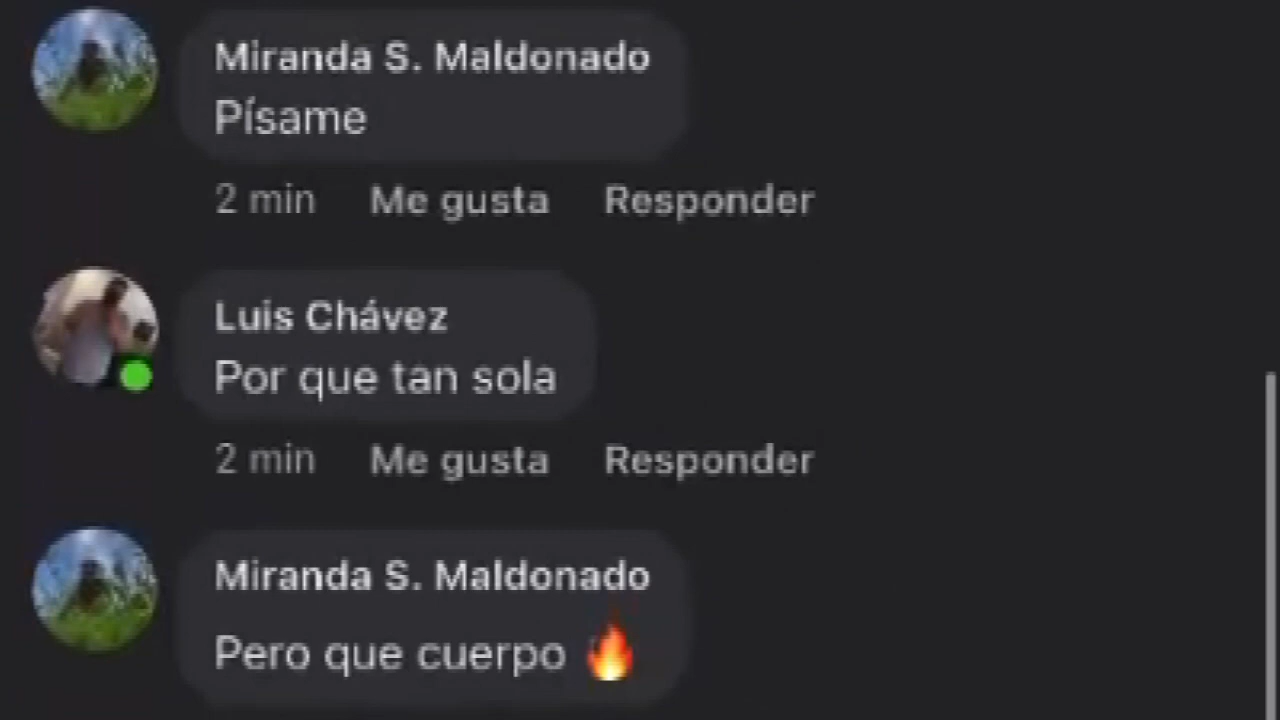 Miranda S. Maldonado
Písame
2 min Me gusta Responder
Luis Chávez
Por que tan sola
2 min Me gusta Responder
Miranda S. Maldonado
Pero que cuerpo 🔥